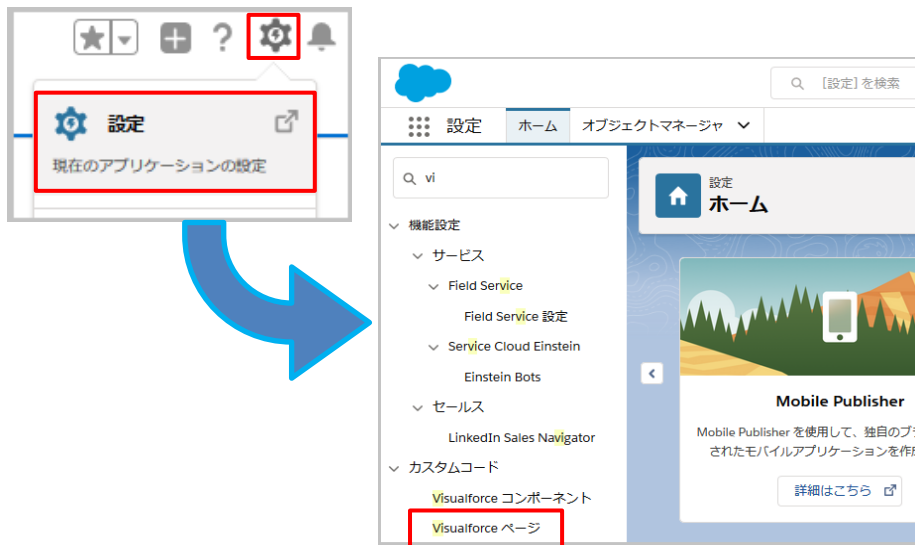 設定
現在のアプリケーションの設定
[設定] を検索
設定
ホーム
オブジェクトマネージャ
vi
設定
ホーム
機能設定
サービス
Field Service
Field Service 設定
Service Cloud Einstein
Einstein Bots
セールス
LinkedIn Sales Navigator
カスタムコード
Visualforce コンポーネント
Visualforce ページ
Mobile Publisher
Mobile Publisher を使用して、独自のブ
されたモバイルアプリケーションを作
詳細はこちら